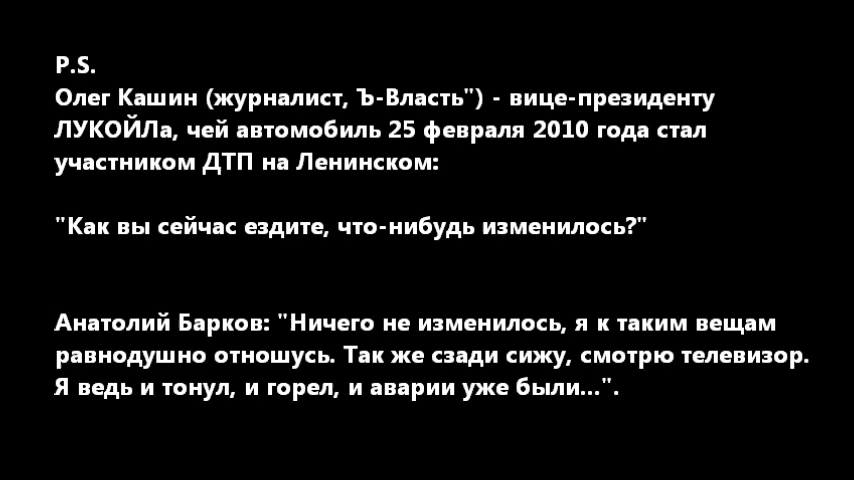 P.S.
Олег Кашин (журналист, Ъ-Власть") - вице-президенту
ЛУКОЙЛа, чей автомобиль 25 февраля 2010 года стал
участником ДТП на Ленинском:
"Как вы сейчас ездите, что-нибудь изменилось?"
Анатолий Барков: "Ничего не изменилось, я к таким вещам
равнодушно отношусь. Так же сзади сижу, смотрю телевизор.
Я ведь и тонул, и горел, и аварии уже были...".